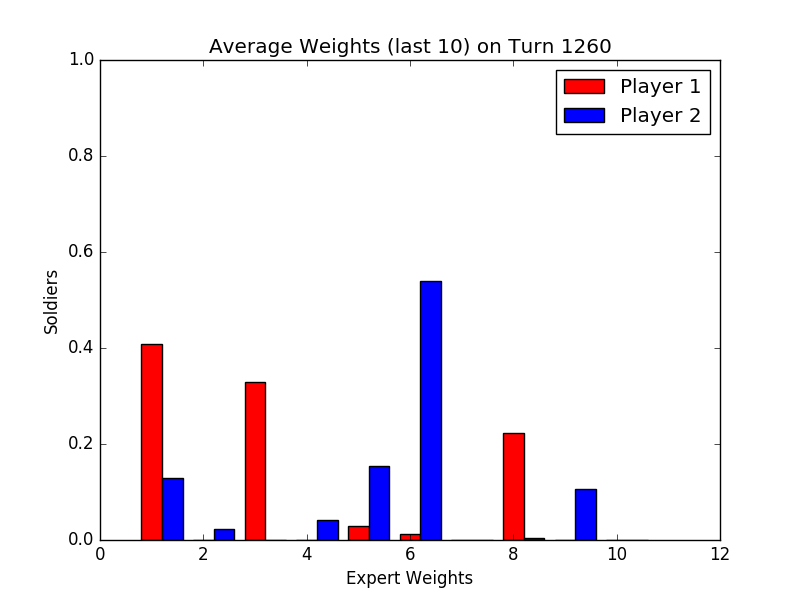 Average Weights (last 10) on Turn 1260
1.0
0.8
0.6
0.4
0.2
0.0
Soldiers
Player 1
Player 2
0 2 4 6 8 10 12
Expert Weights